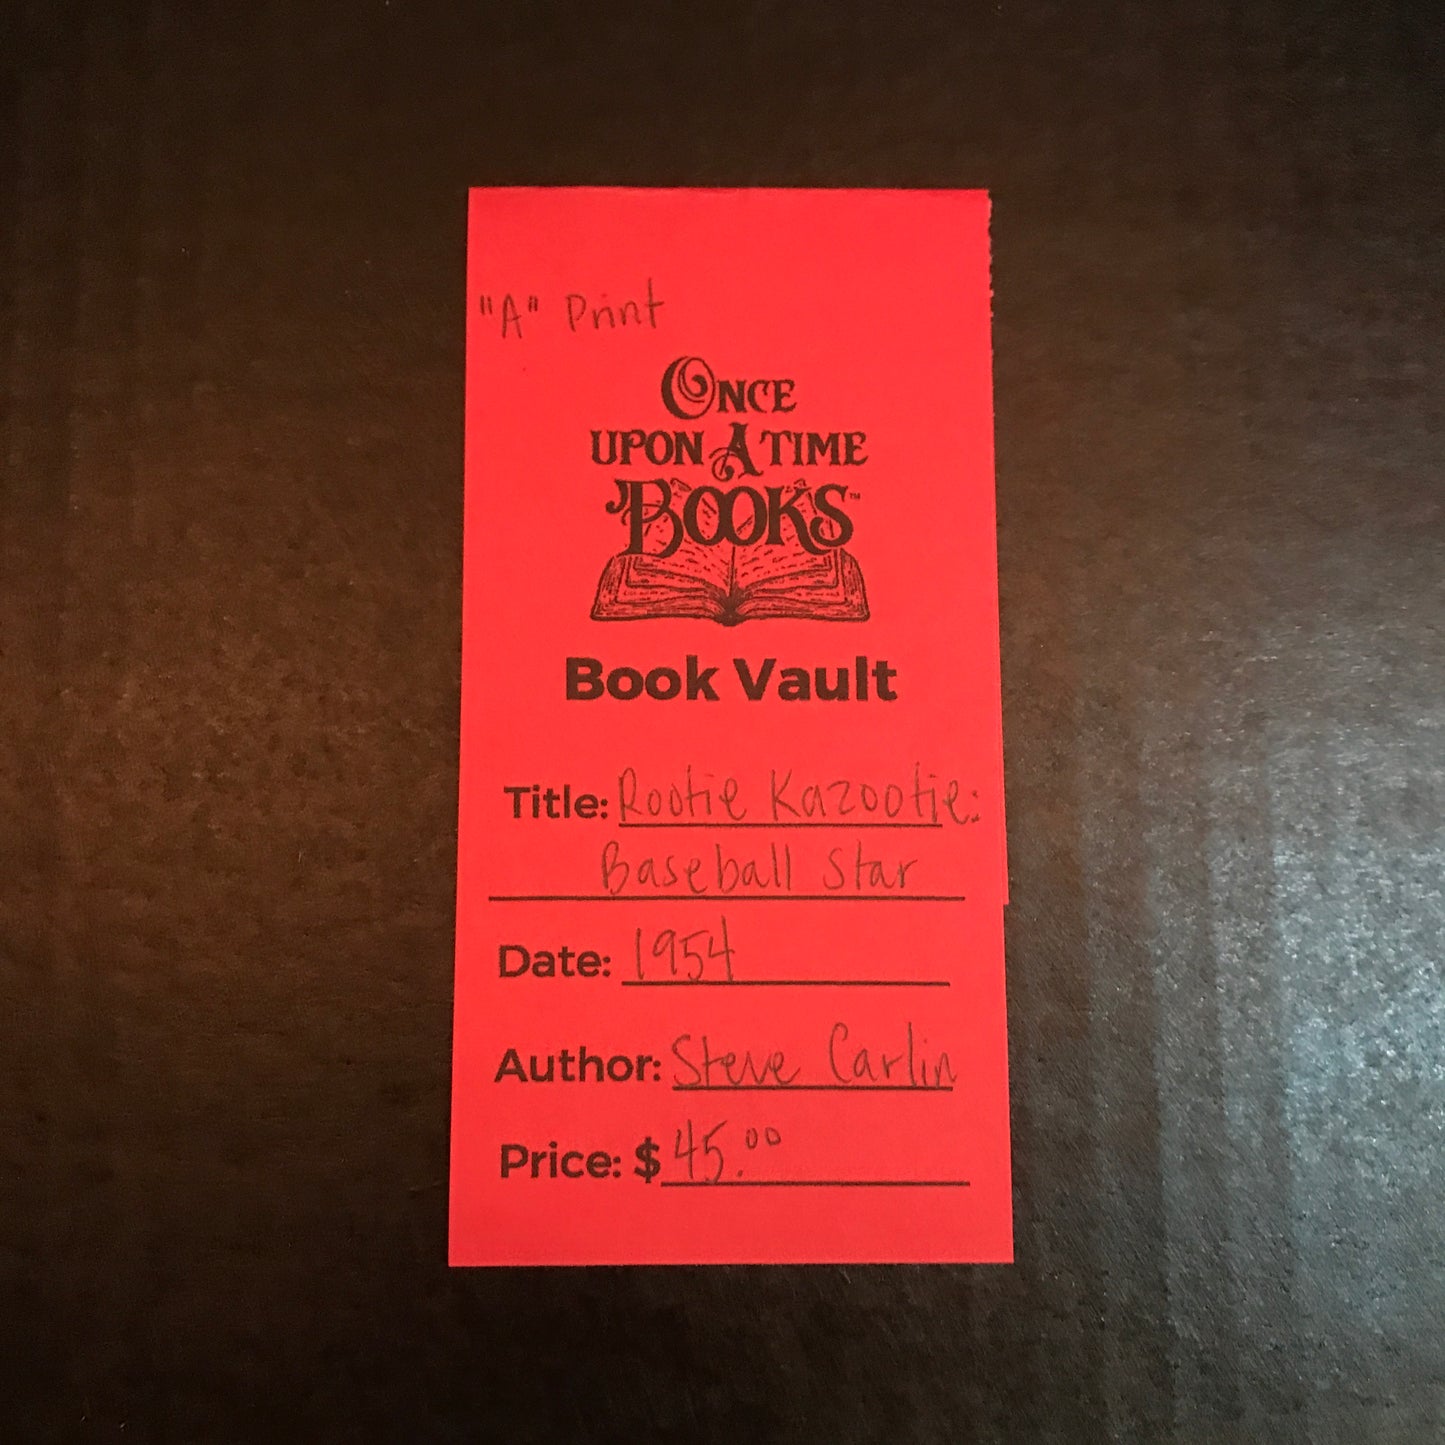 "A" Print
ONCE
UPON A TIME
BOOKS™
Book Vault
Title: Rootie Kazootie:
Baseball Star
Date: 1954
Author: Steve Carlin
Price: $45.00